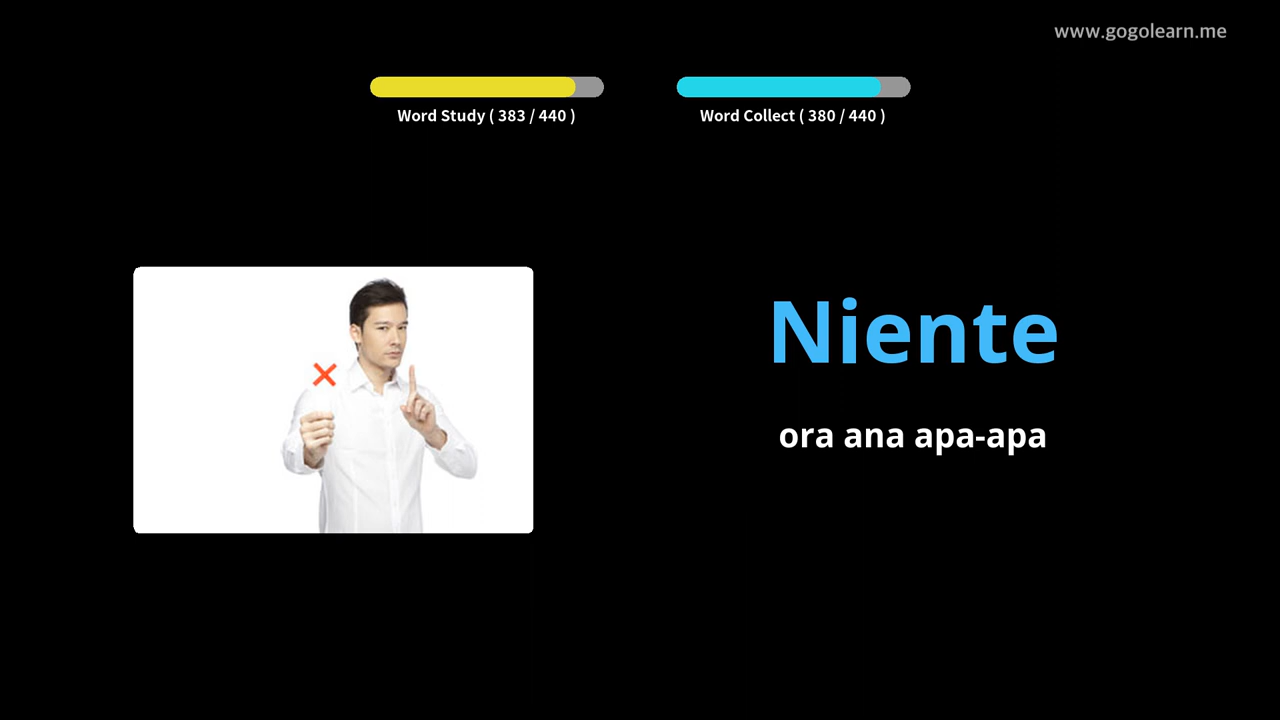 www.gogolearn.me
Word Study ( 383 / 440 )
Word Collect ( 380 / 440 )
Niente
ora ana apa-apa